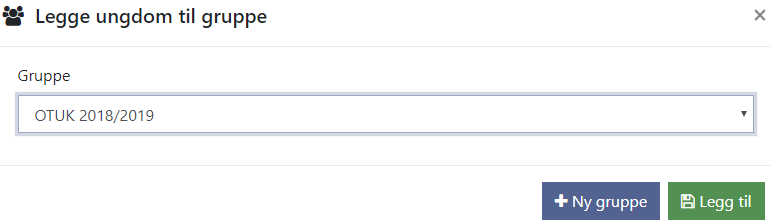 Legge ungdom til gruppe
Gruppe
OTUK 2018/2019
Ny gruppe
Legg til